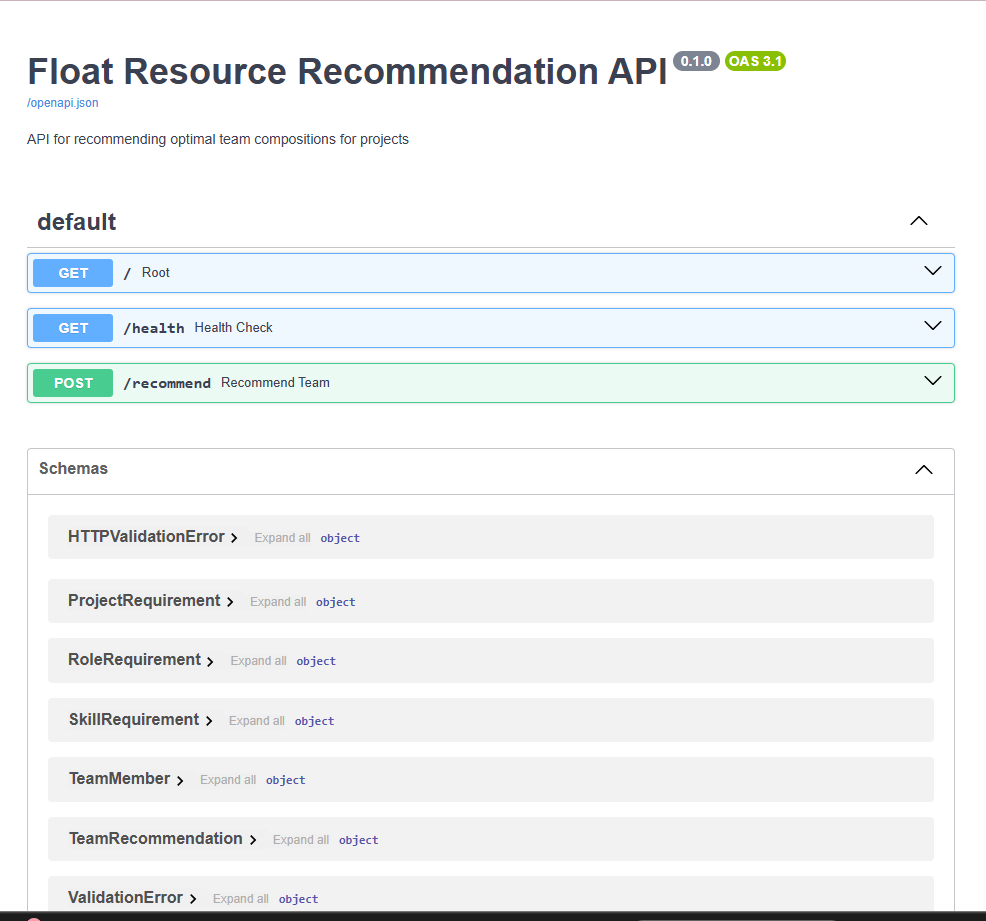 Float Resource Recommendation API 0.1.0 OAS 3.1
/openapi.json
API for recommending optimal team compositions for projects
default
GET / Root
GET /health Health Check
POST /recommend Recommend Team
Schemas
HTTPValidationError Expand all object
ProjectRequirement Expand all object
RoleRequirement Expand all object
SkillRequirement Expand all object
TeamMember Expand all object
TeamRecommendation Expand all object
ValidationError Expand all object